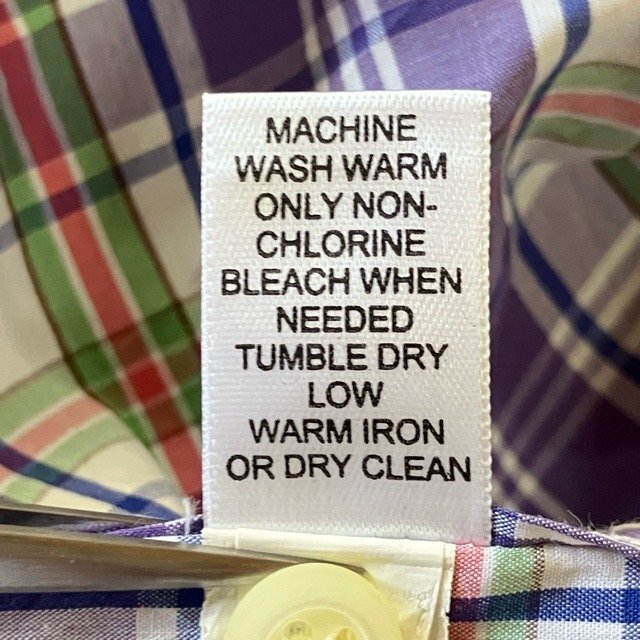 MACHINE
WASH WARM
ONLY NON-
CHLORINE
BLEACH WHEN
NEEDED
TUMBLE DRY
LOW
WARM IRON
OR DRY CLEAN